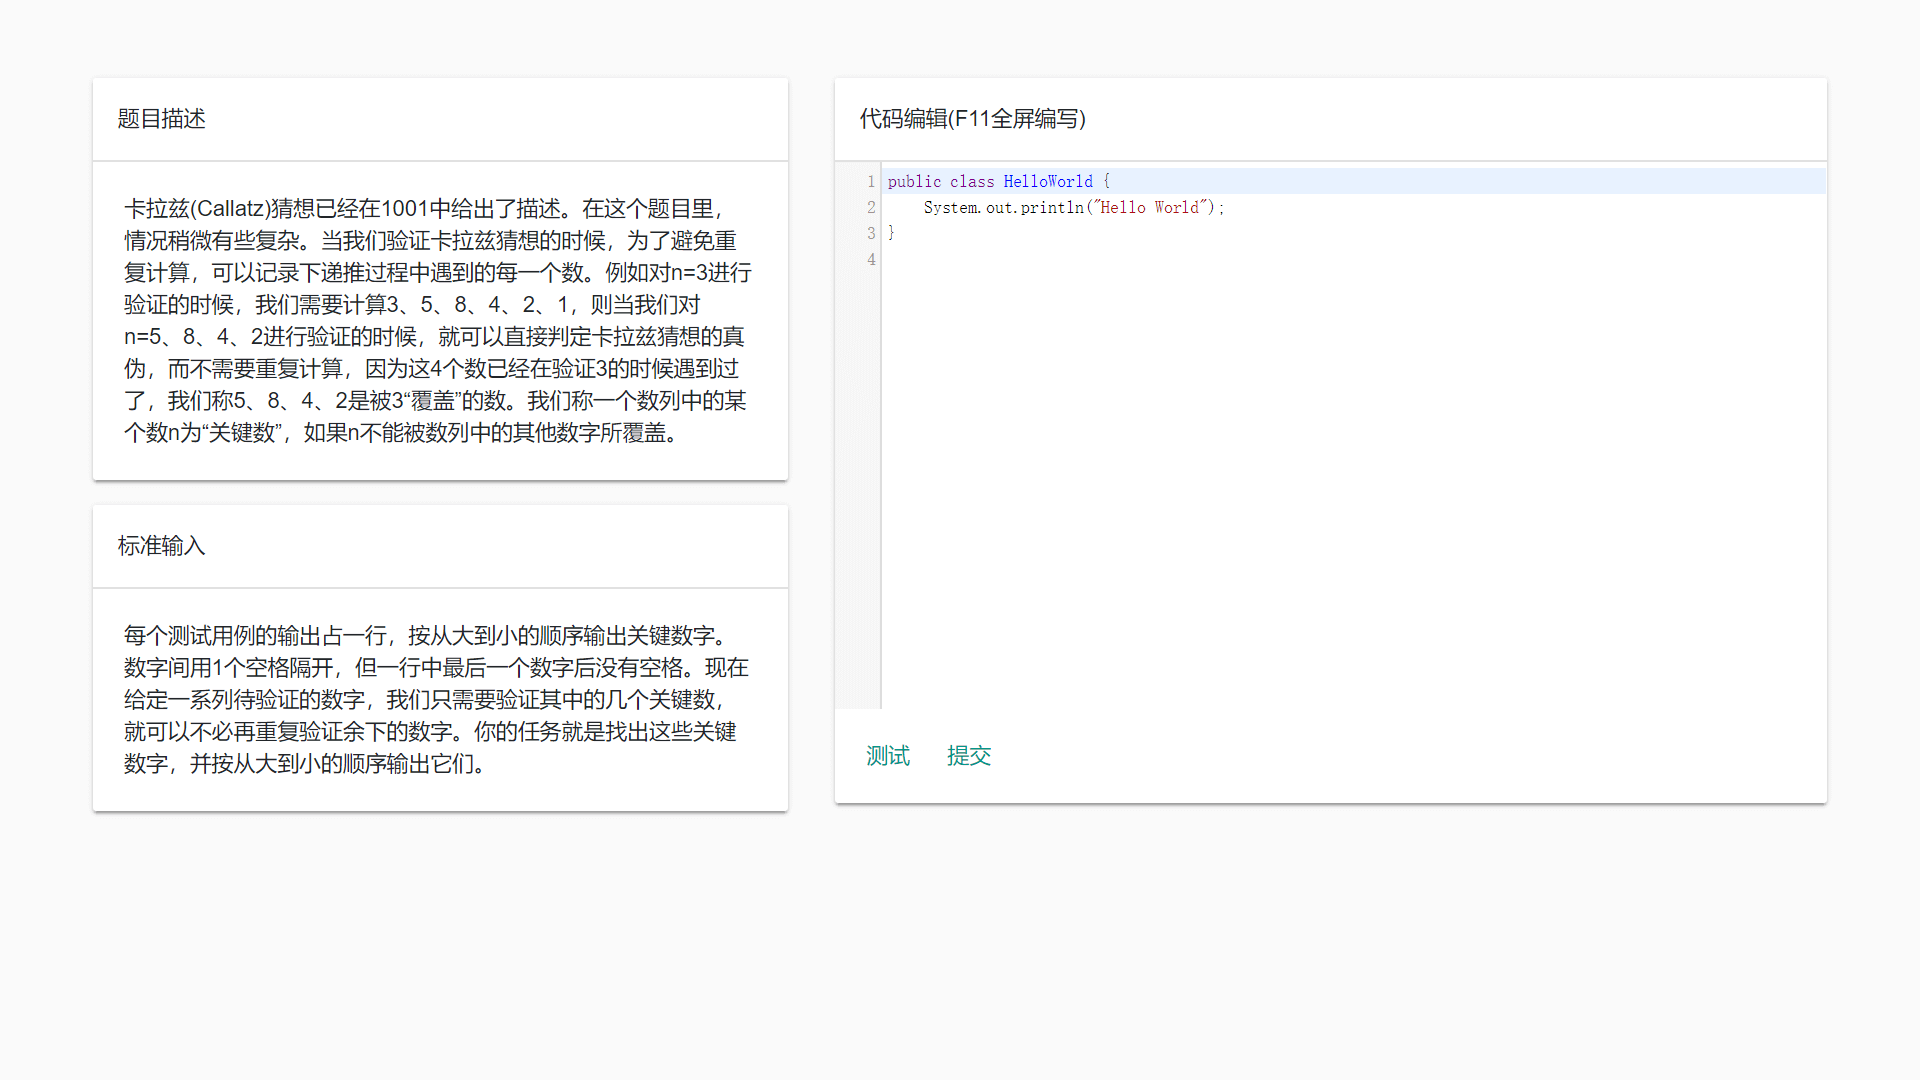 题目描述
卡拉兹(Callatz)猜想已经在1001中给出了描述。在这个题目里，
情况稍微有些复杂。当我们验证卡拉兹猜想的时候，为了避免重
复计算，可以记录下递推过程中遇到的每一个数。例如对n=3进行
验证的时候，我们需要计算3、5、8、4、2、1，则当我们对
n=5、8、4、2进行验证的时候，就可以直接判定卡拉兹猜想的真
伪，而不需要重复计算，因为这4个数已经在验证3的时候遇到过
了，我们称5、8、4、2是被3“覆盖”的数。我们称一个数列中的某
个数n为“关键数”，如果n不能被数列中的其他数字所覆盖。
标准输入
每个测试用例的输出占一行，按从大到小的顺序输出关键数字。
数字间用1个空格隔开，但一行中最后一个数字后没有空格。现在
给定一系列待验证的数字，我们只需要验证其中的几个关键数，
就可以不必再重复验证余下的数字。你的任务就是找出这些关键
数字，并按从大到小的顺序输出它们。
代码编辑(F11全屏编写)
1 public class HelloWorld {
2     System.out.println("Hello World");
3 }
4
测试 提交